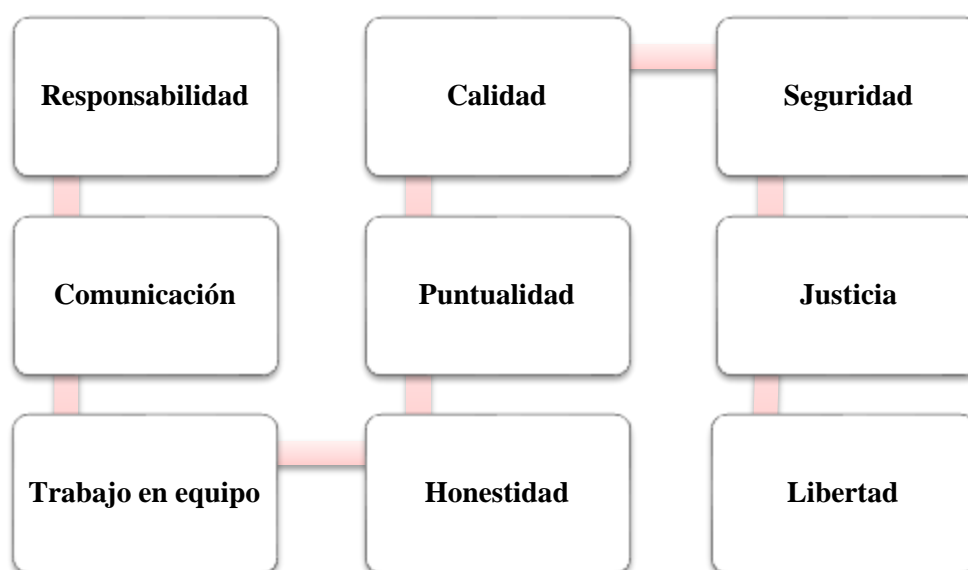 Responsabilidad
Comunicación
Trabajo en equipo
Honestidad
Puntualidad
Calidad
Seguridad
Justicia
Libertad